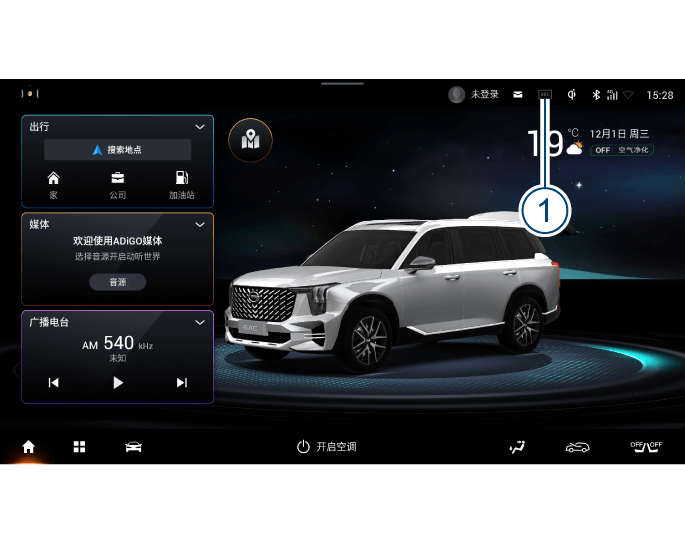 未登录
REC
4G
15:28
出行
搜索地点
家
公司
加油站
19
°C
12月1日 周三
OFF 空气净化
1
媒体
欢迎使用ADiGO媒体
选择音源开启动听世界
音源
广播电台
AM 540 kHz
未知
GAC
开启空调
OFF OFF